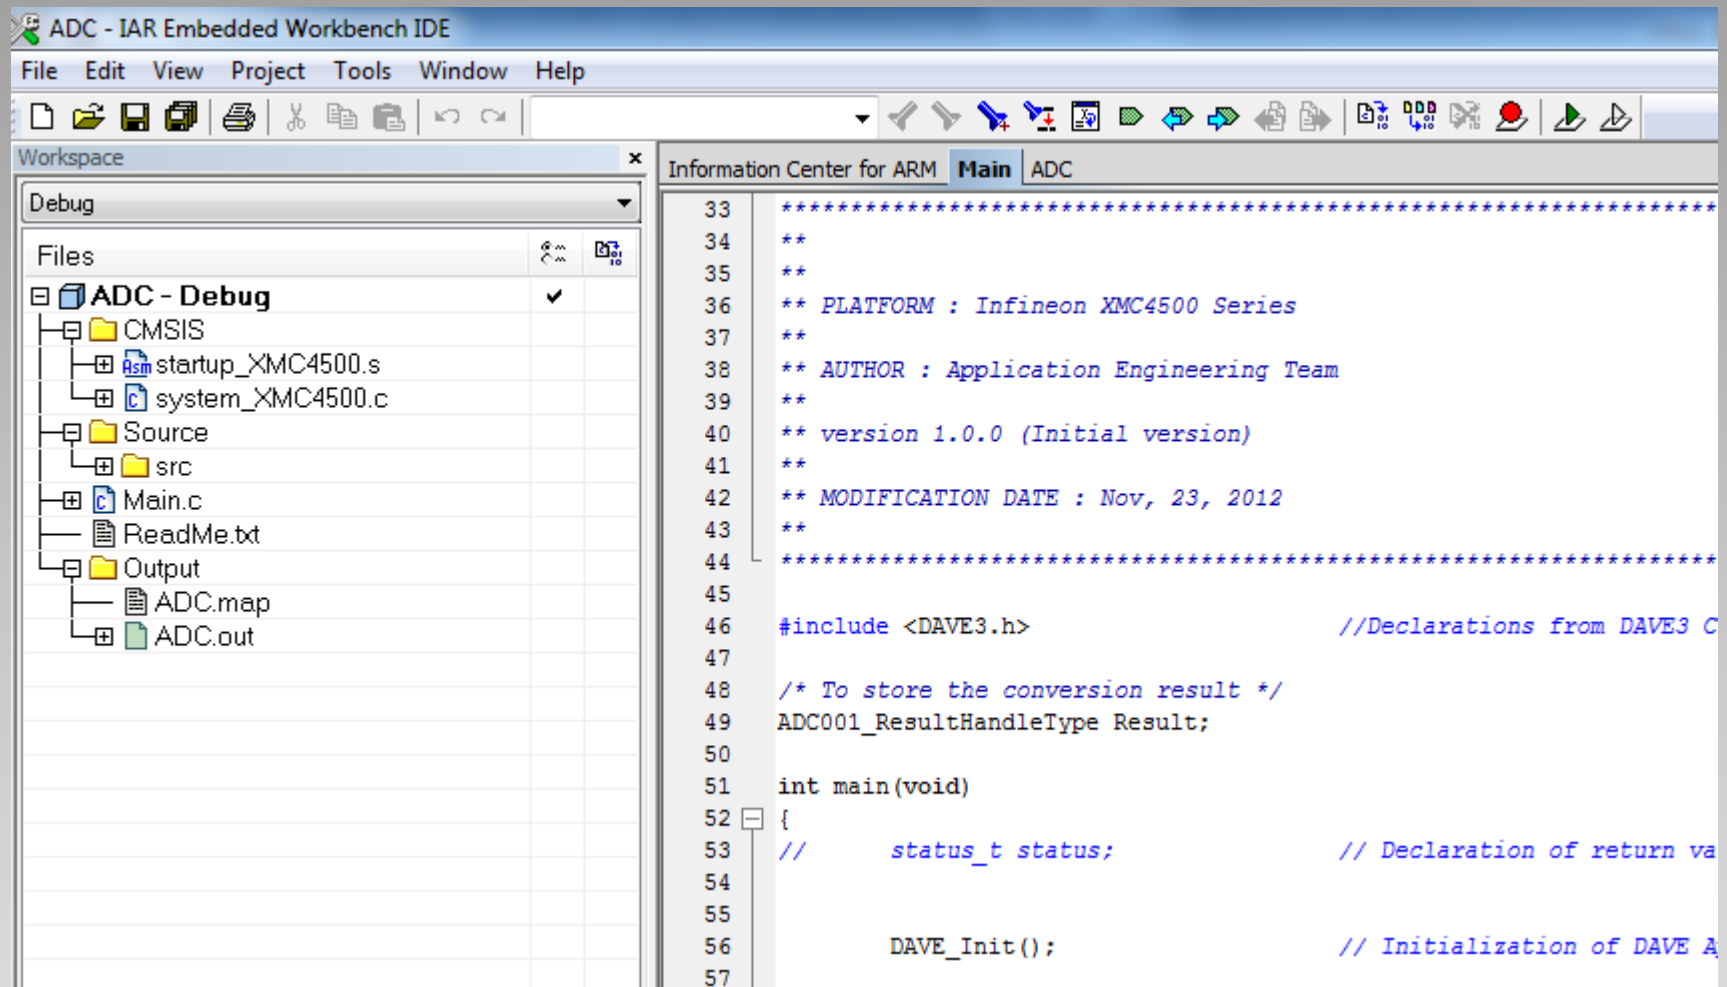 ADC - IAR Embedded Workbench IDE
File Edit View Project Tools Window Help
Workspace
Debug
Files
ADC - Debug
CMSIS
startup_XMC4500.s
system_XMC4500.c
Source
src
Main.c
ReadMe.txt
Output
ADC.map
ADC.out
Information Center for ARM Main ADC
33 ********************************************************************
34 **
35 **
36 ** PLATFORM : Infineon XMC4500 Series
37 **
38 ** AUTHOR : Application Engineering Team
39 **
40 ** version 1.0.0 (Initial version)
41 **
42 ** MODIFICATION DATE : Nov, 23, 2012
43 **
44 ********************************************************************
45
46 #include <DAVE3.h> //Declarations from DAVE3 C
47
48 /* To store the conversion result */
49 ADC001_ResultHandleType Result;
50
51 int main(void)
52 {
53 // status_t status; // Declaration of return va
54
55
56 DAVE_Init(); // Initialization of DAVE A
57